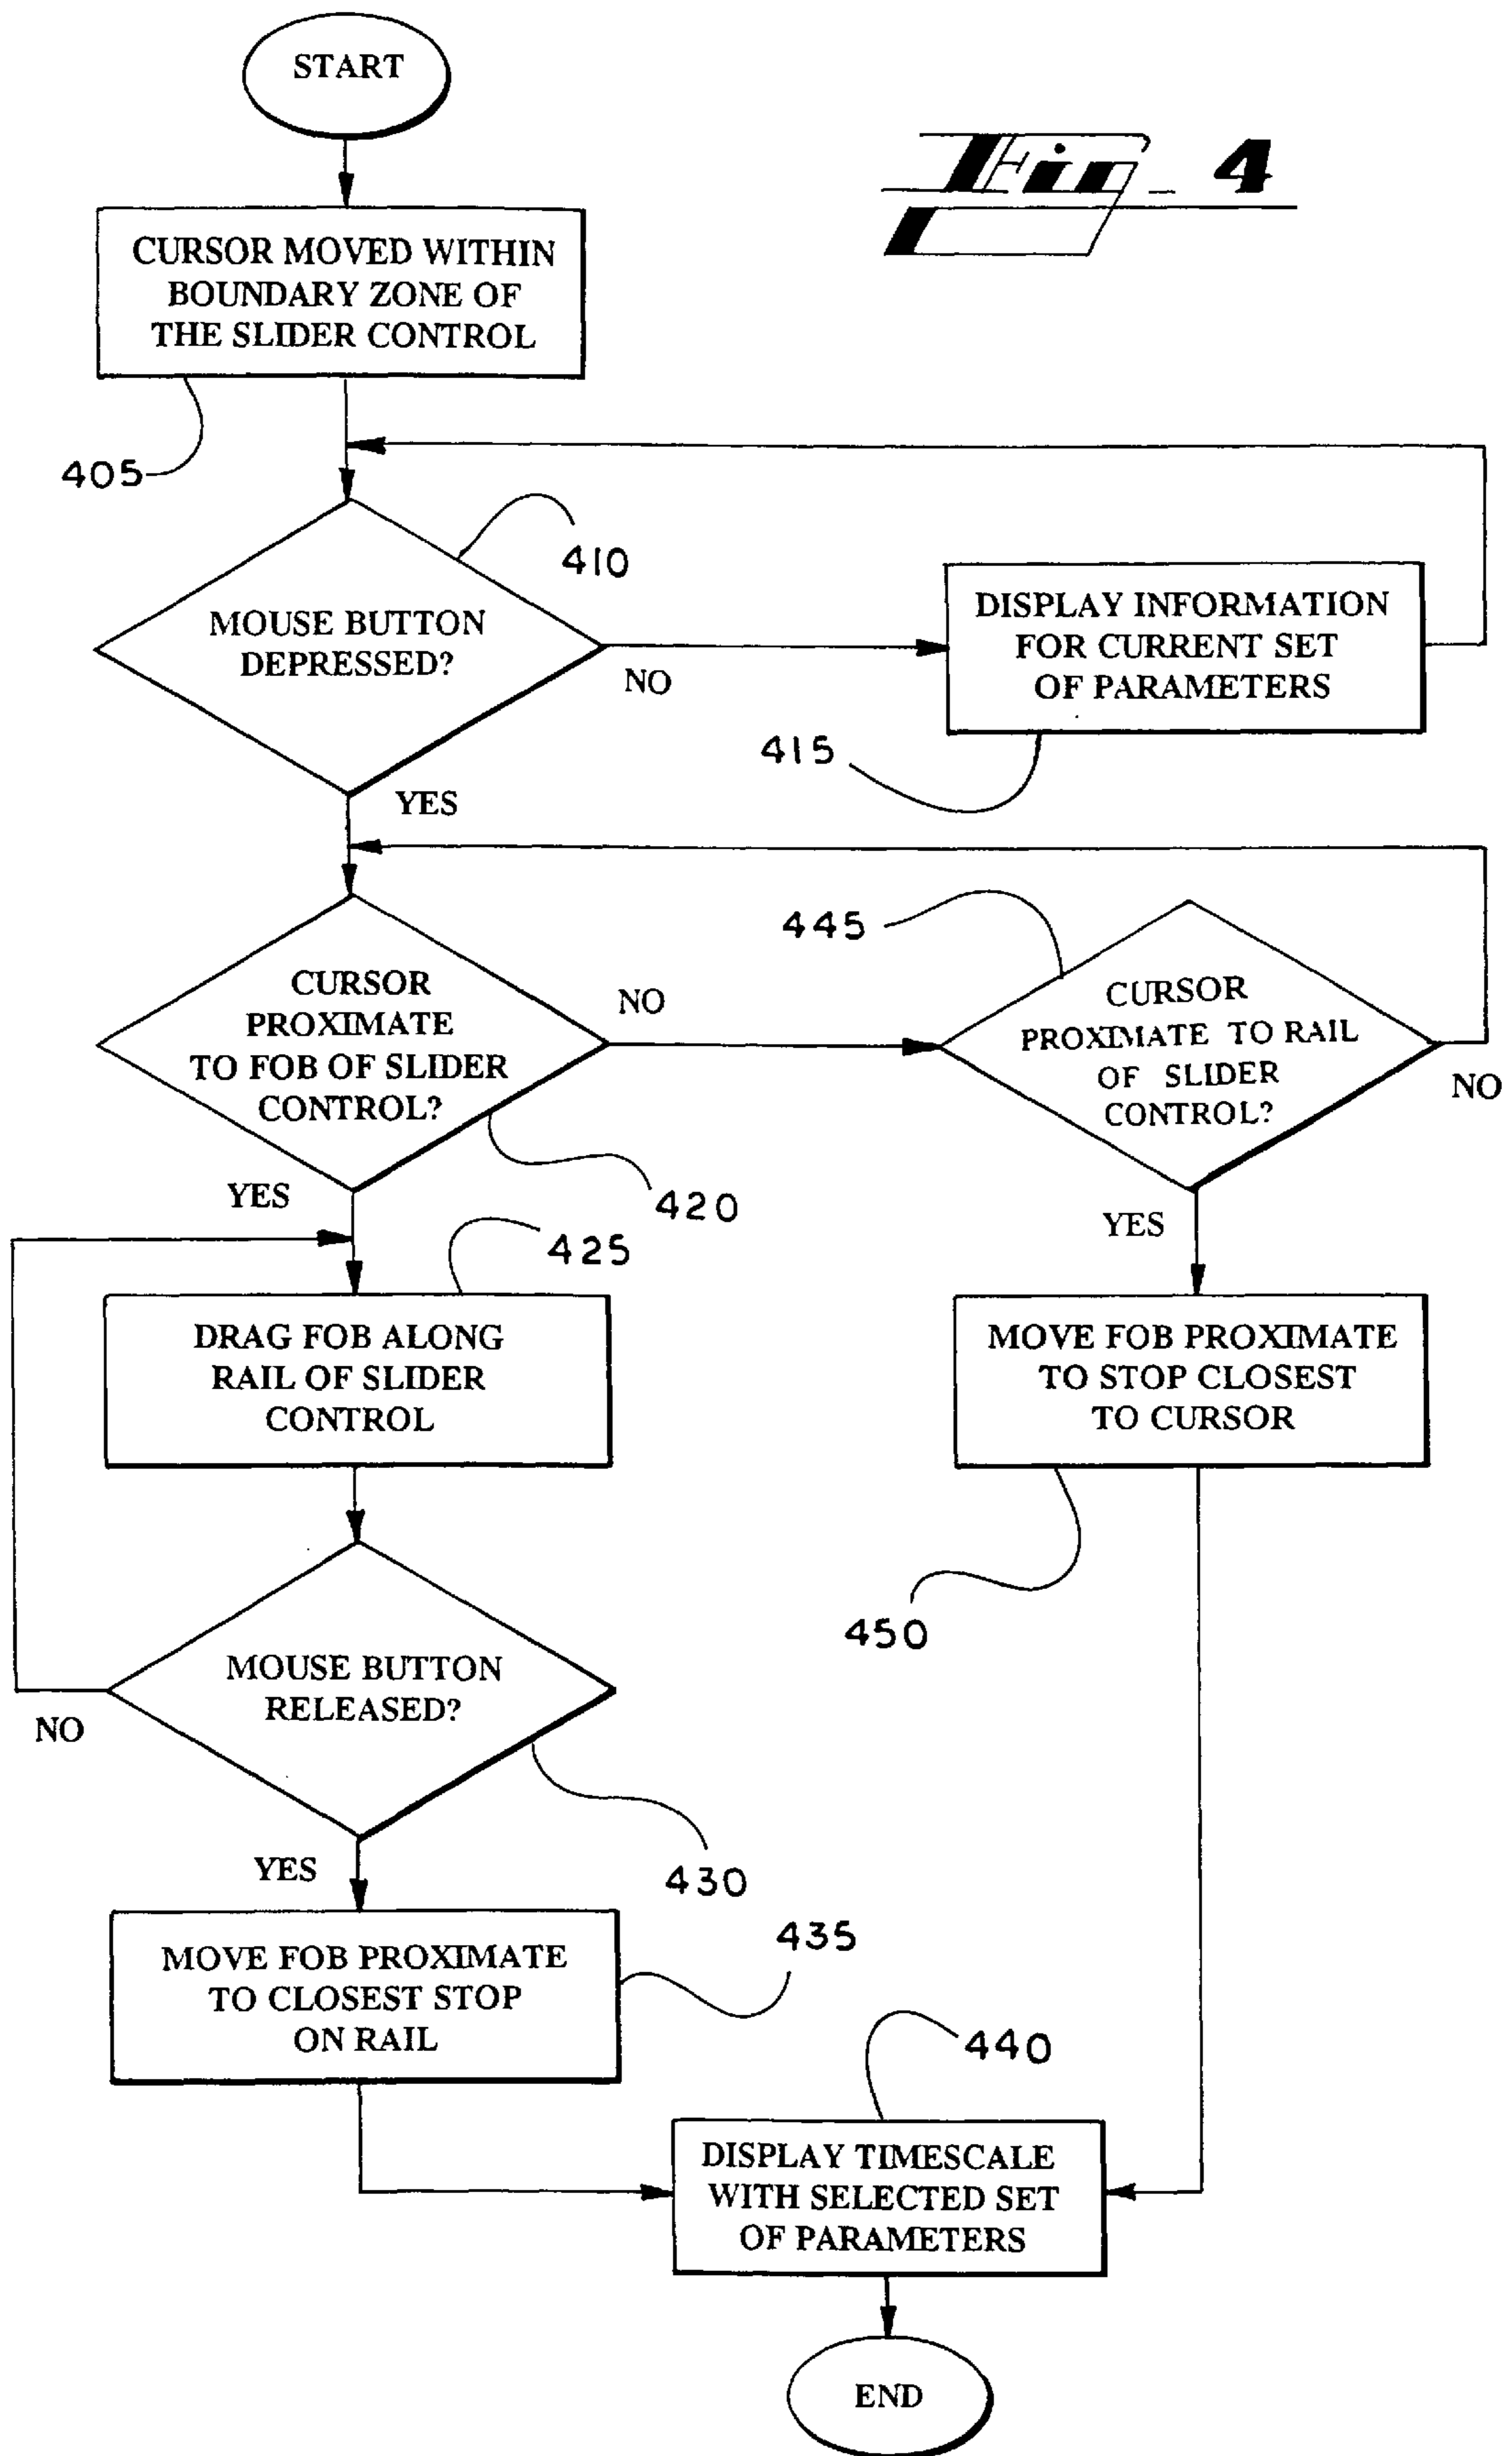 START
Fig_ 4
CURSOR MOVED WITHIN
BOUNDARY ZONE OF
THE SLIDER CONTROL
405
410
MOUSE BUTTON
DEPRESSED?
NO
DISPLAY INFORMATION
FOR CURRENT SET
OF PARAMETERS
415
YES
445
CURSOR
PROXIMATE
TO FOB OF SLIDER
CONTROL?
NO
CURSOR
PROXIMATE TO RAIL
OF SLIDER
CONTROL?
NO
YES
420
YES
425
DRAG FOB ALONG
RAIL OF SLIDER
CONTROL
MOVE FOB PROXIMATE
TO STOP CLOSEST
TO CURSOR
450
MOUSE BUTTON
RELEASED?
NO
YES
430
435
MOVE FOB PROXIMATE
TO CLOSEST STOP
ON RAIL
440
DISPLAY TIMESCALE
WITH SELECTED SET
OF PARAMETERS
END